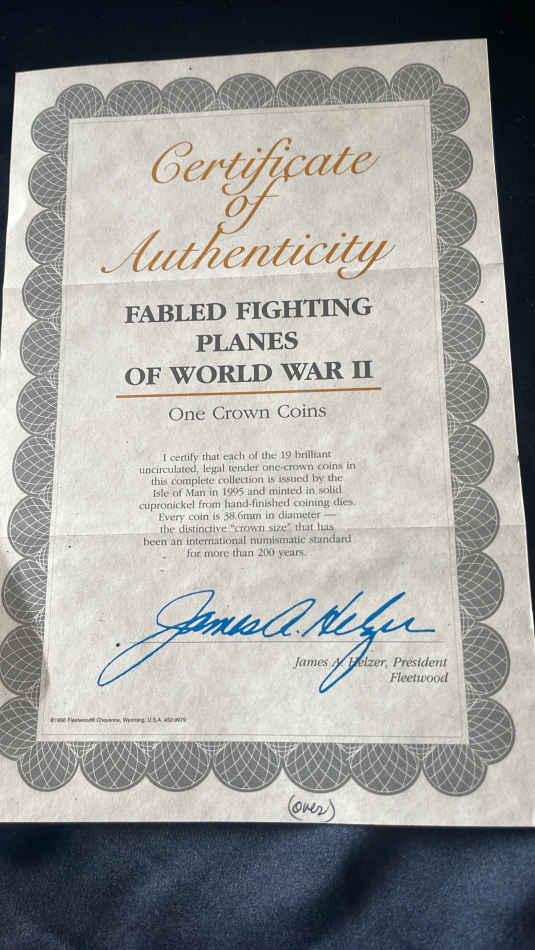 Certificate
of
Authenticity
FABLED FIGHTING
PLANES
OF WORLD WAR II
One Crown Coins
I certify that each of the 19 brilliant
uncirculated, legal tender one-crown coins in
this complete collection is issued by the
Isle of Man in 1995 and minted in solid
cupronickel from hand-finished coining dies.
Every coin is 38.6mm in diameter —
the distinctive "crown size" that has
been an international numismatic standard
for more than 200 years.
James A. Helzer
James A. Helzer, President
Fleetwood
Fleetwood® Cheyenne, Wyoming, U.S.A.
(over)